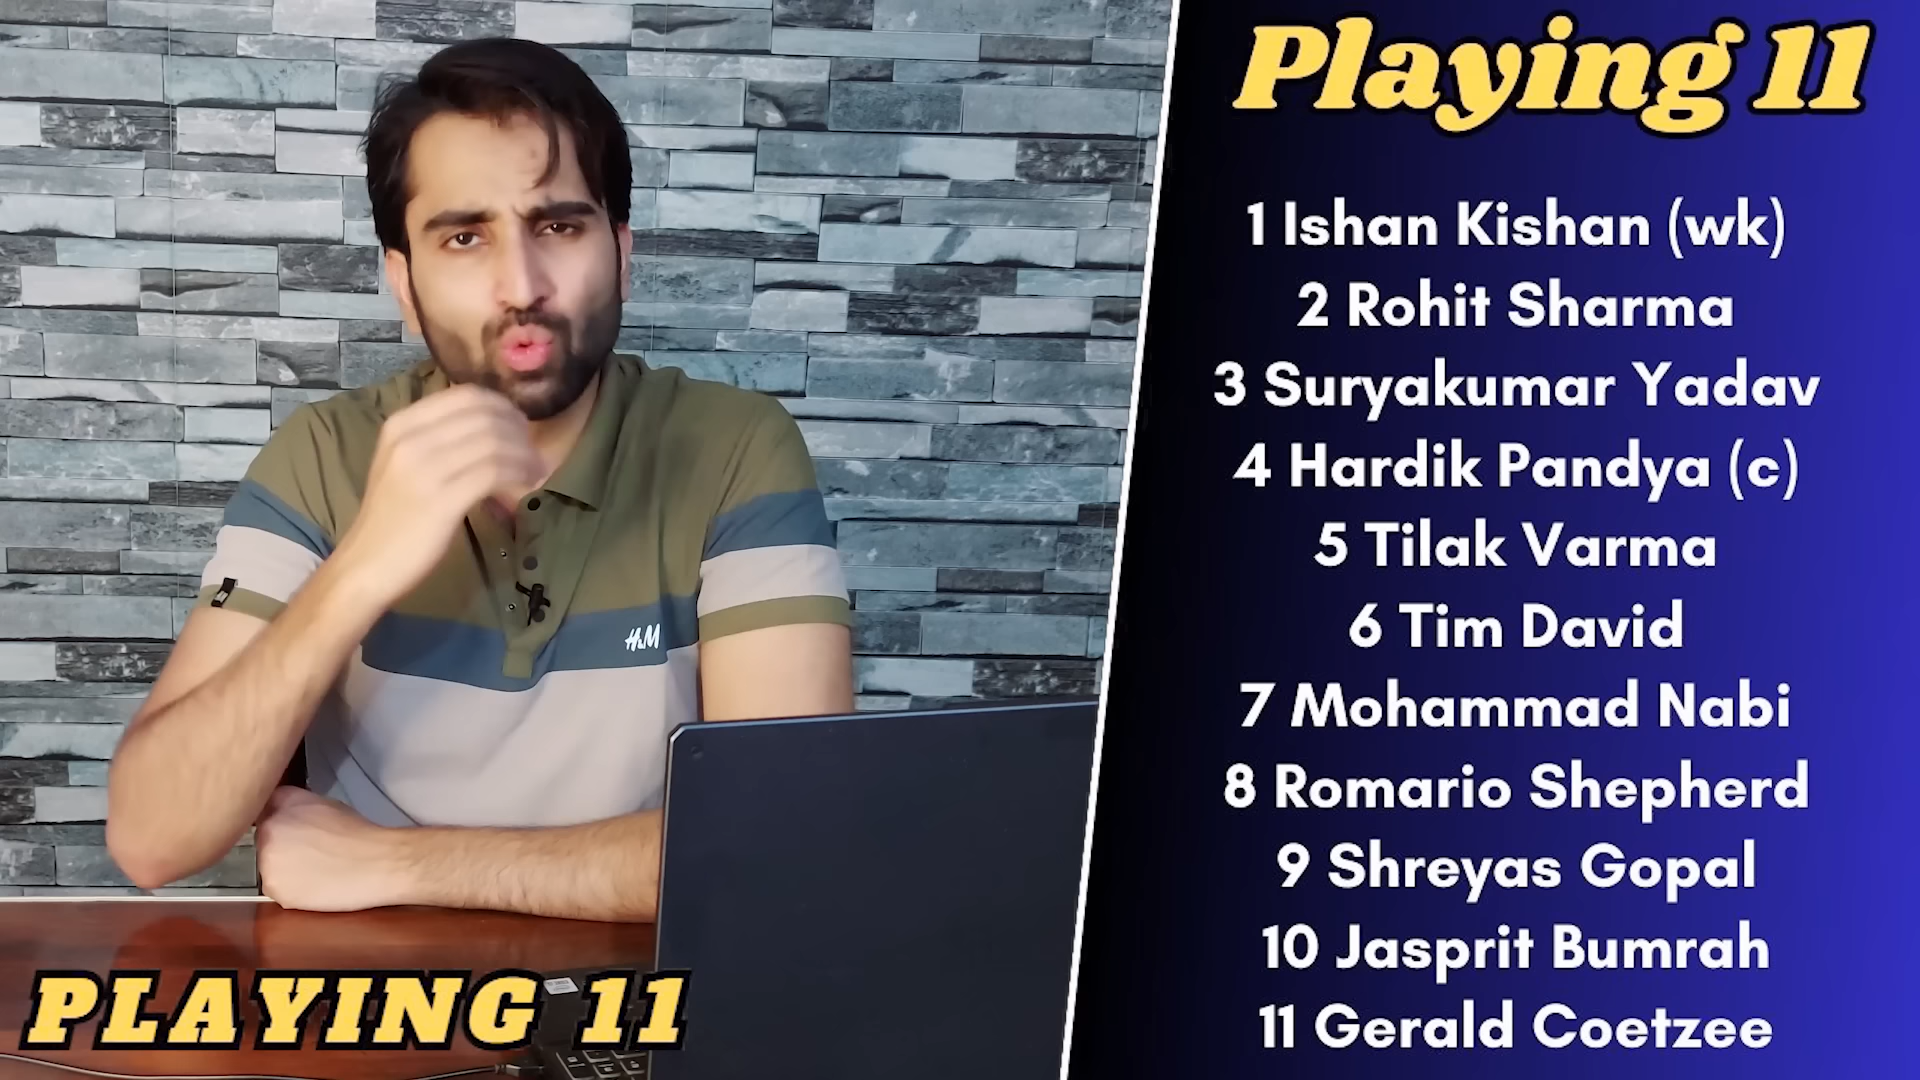 Playing 11
1 Ishan Kishan (wk)
2 Rohit Sharma
3 Suryakumar Yadav
4 Hardik Pandya (c)
5 Tilak Varma
6 Tim David
7 Mohammad Nabi
8 Romario Shepherd
9 Shreyas Gopal
10 Jasprit Bumrah
11 Gerald Coetzee
H&M
PLAYING 11